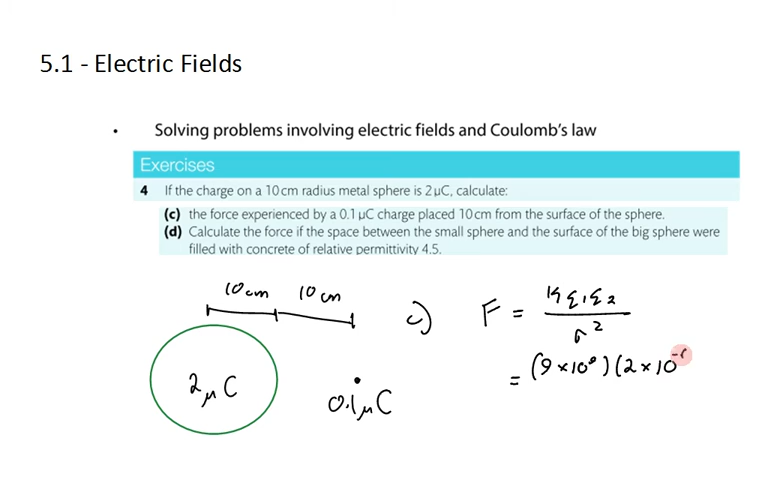 5.1 - Electric Fields
• Solving problems involving electric fields and Coulomb's law
Exercises
4 If the charge on a 10 cm radius metal sphere is 2 μC, calculate:
(c) the force experienced by a 0.1 μC charge placed 10 cm from the surface of the sphere.
(d) Calculate the force if the space between the small sphere and the surface of the big sphere were
filled with concrete of relative permittivity 4.5.
10cm 10cm
c) F = kq₁q₂ / r²
= (9×10⁹)(2×10⁻⁶
2μC
0.1μC